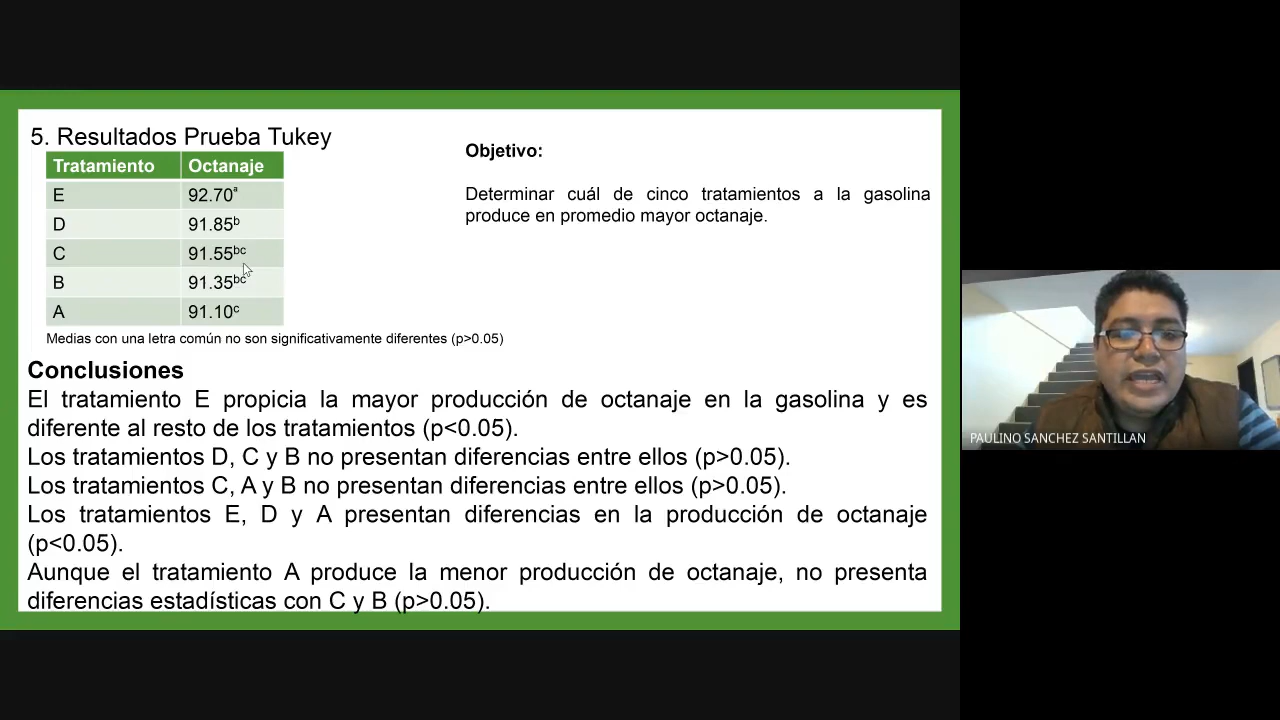 5. Resultados Prueba Tukey
Tratamiento Octanaje
E 92.70ᵃ
D 91.85ᵇ
C 91.55ᵇᶜ
B 91.35ᵇᶜ
A 91.10ᶜ
Medias con una letra común no son significativamente diferentes (p>0.05)
Objetivo:
Determinar cuál de cinco tratamientos a la gasolina
produce en promedio mayor octanaje.
Conclusiones
El tratamiento E propicia la mayor producción de octanaje en la gasolina y es
diferente al resto de los tratamientos (p<0.05).
Los tratamientos D, C y B no presentan diferencias entre ellos (p>0.05).
Los tratamientos C, A y B no presentan diferencias entre ellos (p>0.05).
Los tratamientos E, D y A presentan diferencias en la producción de octanaje
(p<0.05).
Aunque el tratamiento A produce la menor producción de octanaje, no presenta
diferencias estadísticas con C y B (p>0.05).
PAULINO SANCHEZ SANTILLAN